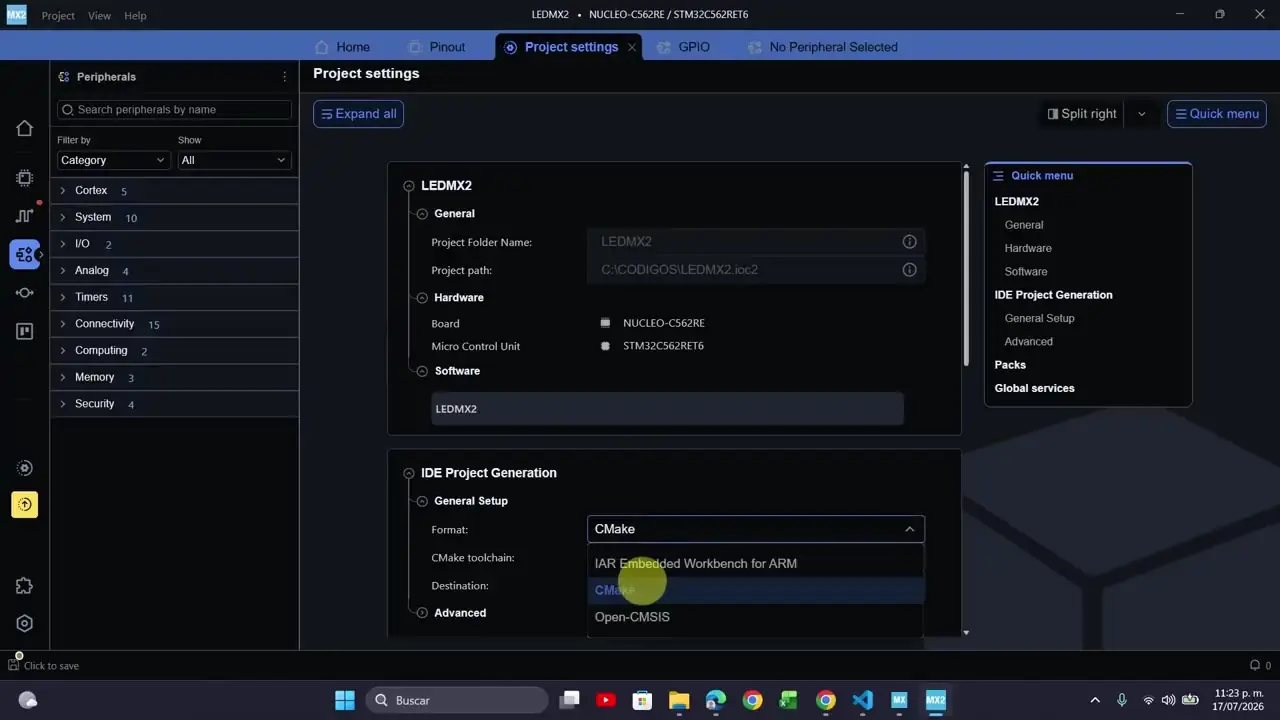 MX2 Project View Help LEDMX2 • NUCLEO-C562RE / STM32C562RET6
Home Pinout Project settings GPIO No Peripheral Selected
Peripherals
Search peripherals by name
Filter by Show
Category All
Cortex 5
System 10
I/O 2
Analog 4
Timers 11
Connectivity 15
Computing 2
Memory 3
Security 4
Project settings
Expand all Split right Quick menu
LEDMX2
General
Project Folder Name: LEDMX2
Project path: C:\CODIGOS\LEDMX2.ioc2
Hardware
Board NUCLEO-C562RE
Micro Control Unit STM32C562RET6
Software
LEDMX2
IDE Project Generation
General Setup
Format: CMake
CMake toolchain:
IAR Embedded Workbench for ARM
Destination:
CMake
Advanced
Open-CMSIS
Quick menu
LEDMX2
General
Hardware
Software
IDE Project Generation
General Setup
Advanced
Packs
Global services
Click to save 0
Buscar
MX MX2
11:23 p. m.
17/07/2026